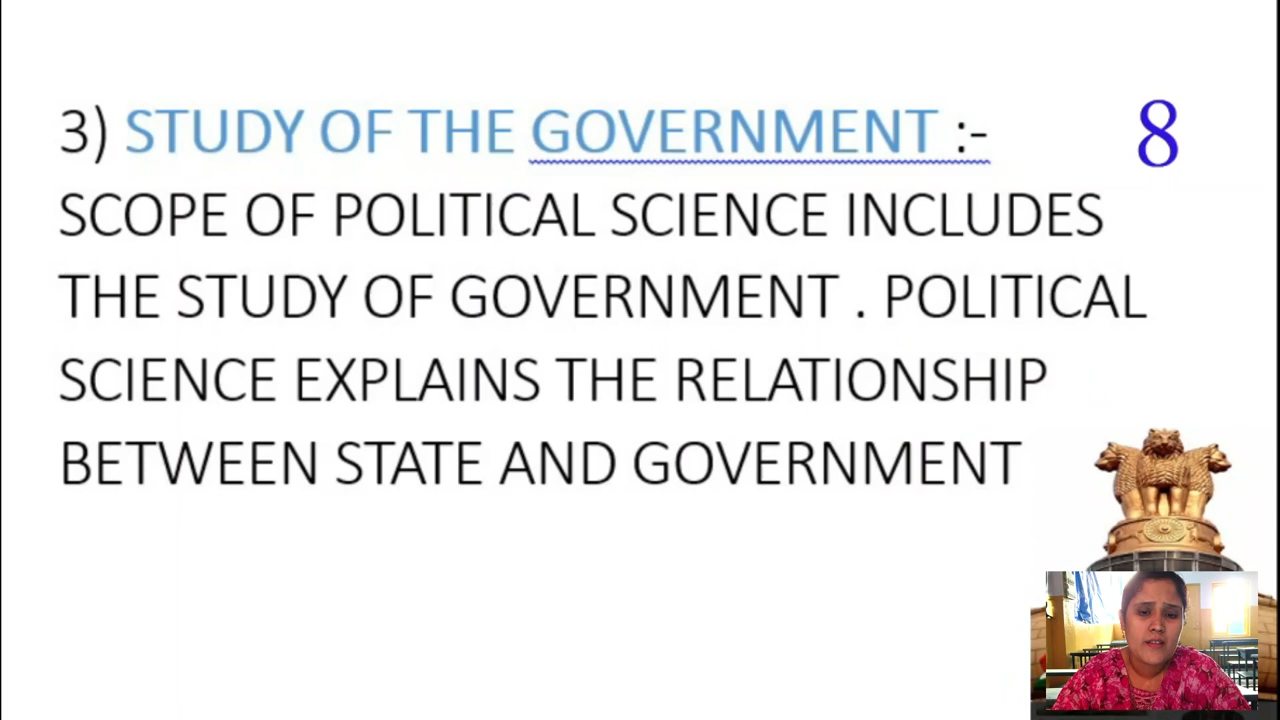 3) STUDY OF THE GOVERNMENT :-
8
SCOPE OF POLITICAL SCIENCE INCLUDES
THE STUDY OF GOVERNMENT . POLITICAL
SCIENCE EXPLAINS THE RELATIONSHIP
BETWEEN STATE AND GOVERNMENT